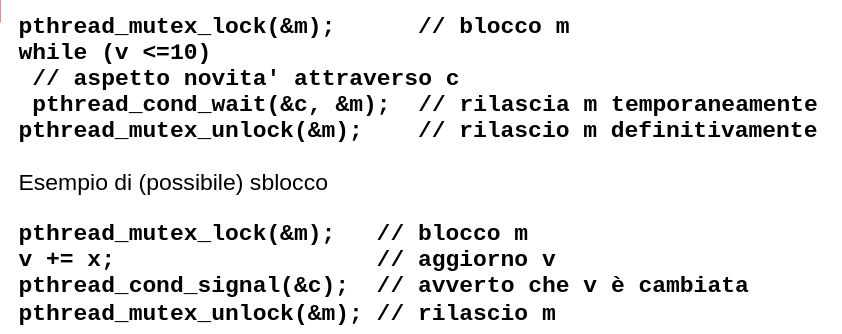 pthread_mutex_lock(&m);      // blocco m
while (v <=10)
 // aspetto novita' attraverso c
 pthread_cond_wait(&c, &m);  // rilascia m temporaneamente
pthread_mutex_unlock(&m);    // rilascio m definitivamente
Esempio di (possibile) sblocco
pthread_mutex_lock(&m);   // blocco m
v += x;                   // aggiorno v
pthread_cond_signal(&c);  // avverto che v è cambiata
pthread_mutex_unlock(&m); // rilascio m